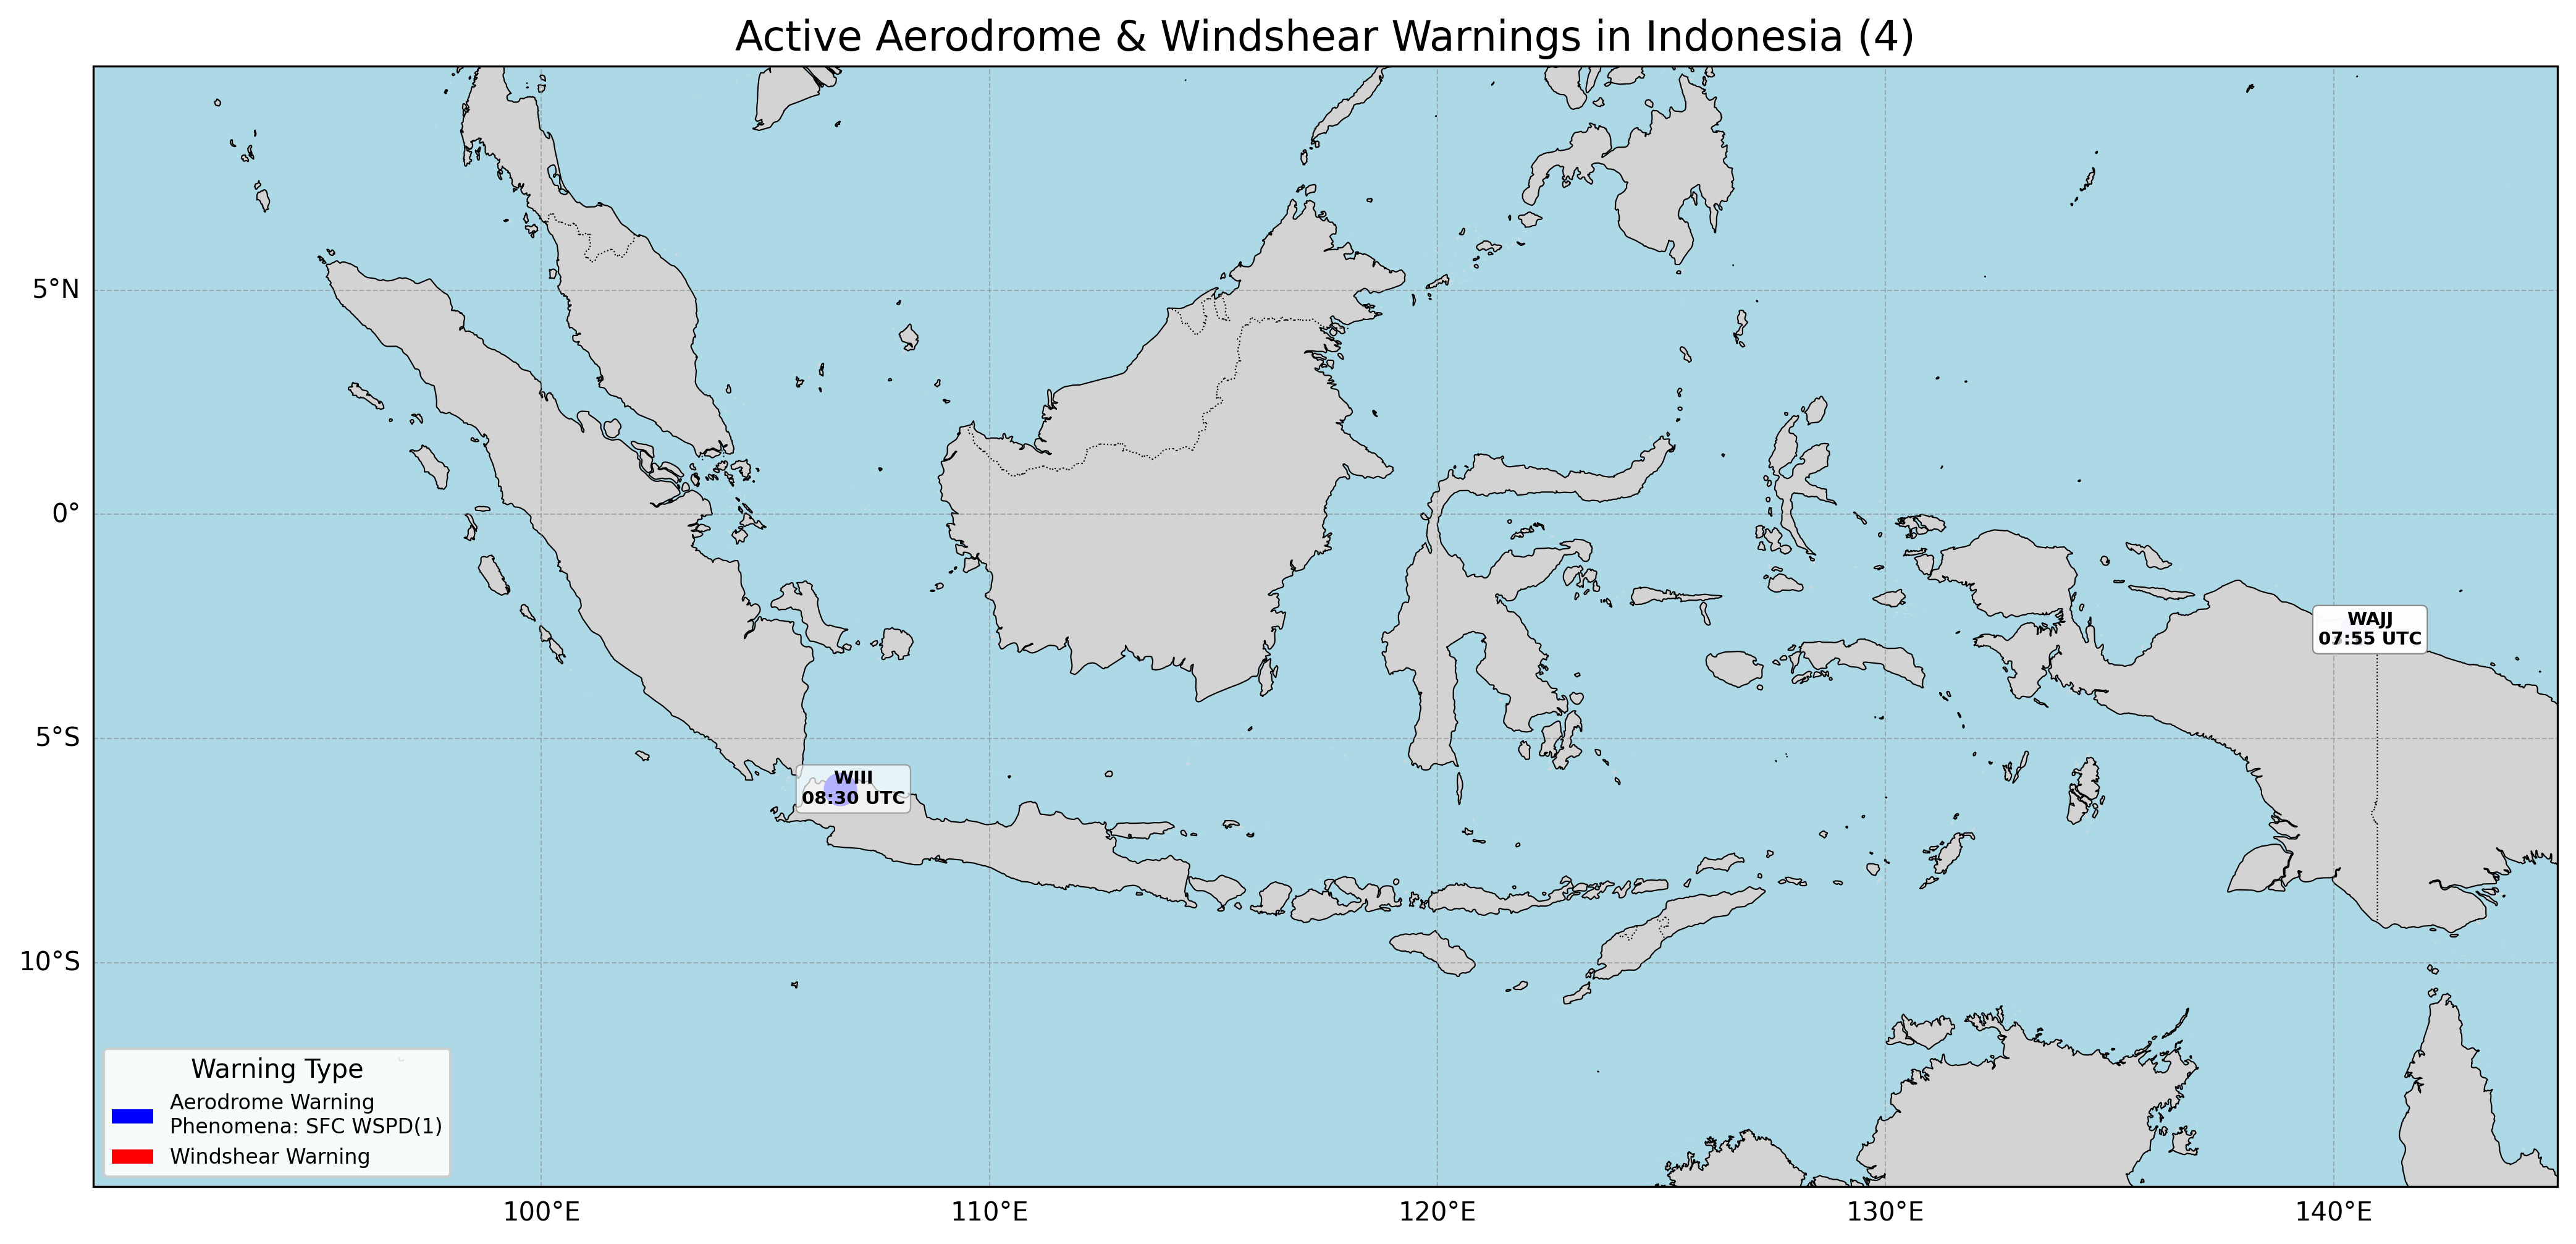 Active Aerodrome & Windshear Warnings in Indonesia (4)
5°N
0°
5°S
10°S
WAJJ
07:55 UTC
WIII
08:30 UTC
Warning Type
Aerodrome Warning
Phenomena: SFC WSPD(1)
Windshear Warning
100°E
110°E
120°E
130°E
140°E